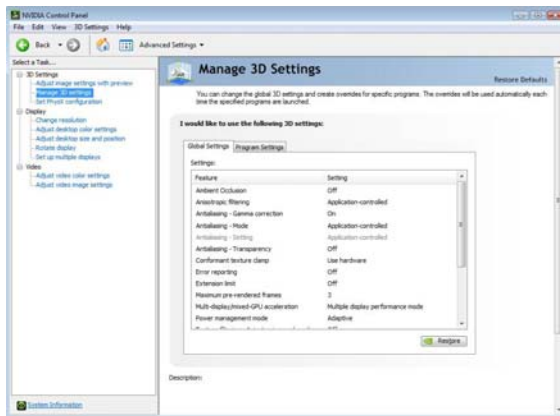 NVIDIA Control Panel
File Edit View 3D Settings Help
Back Advanced Settings
Select a Task...
3D Settings
Adjust image settings with preview
Manage 3D settings
Set PhysX configuration
Display
Change resolution
Adjust desktop color settings
Adjust desktop size and position
Rotate display
Set up multiple displays
Video
Adjust video color settings
Adjust video image settings
System Information
Manage 3D Settings
Restore Defaults
You can change the global 3D settings and create overrides for specific programs. The overrides will be used automatically each
time the specified programs are launched.
I would like to use the following 3D settings:
Global Settings Program Settings
Settings:
Feature Setting
Ambient Occlusion Off
Anisotropic filtering Application-controlled
Antialiasing - Gamma correction On
Antialiasing - Mode Application-controlled
Antialiasing - Setting Application-controlled
Antialiasing - Transparency Off
Conformant texture clamp Use hardware
Error reporting Off
Extension limit Off
Maximum pre-rendered frames 3
Multi-display/mixed-GPU acceleration Multiple display performance mode
Power management mode Adaptive
Restore
Description: